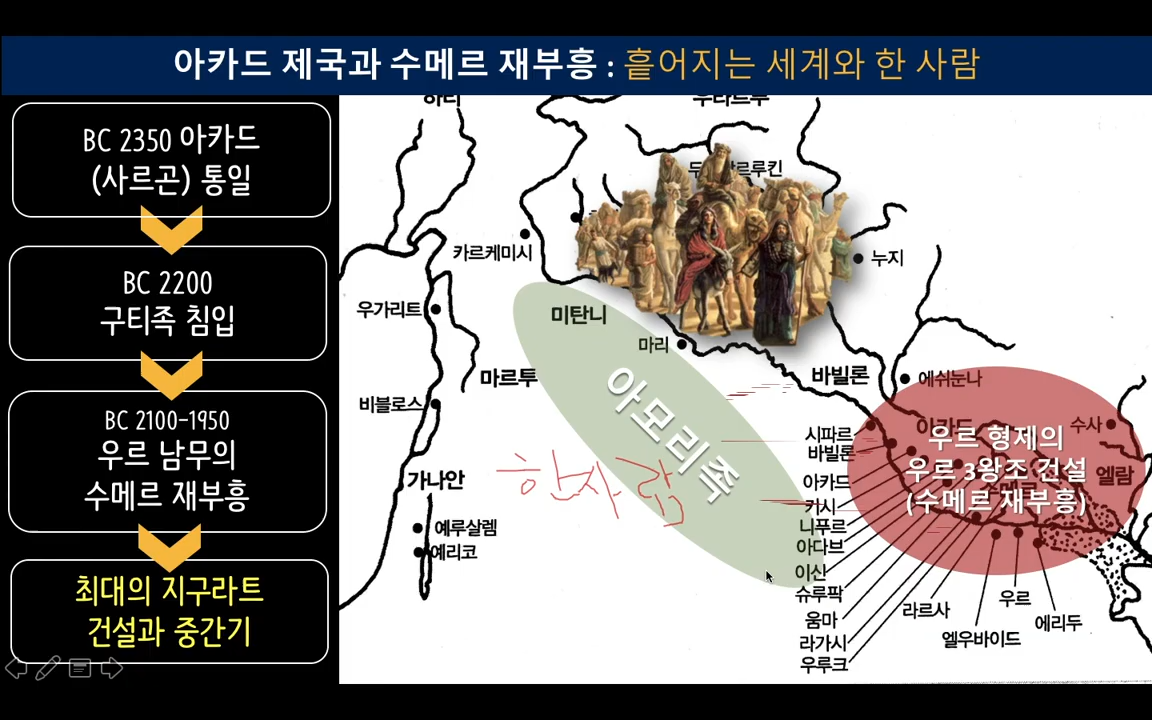 아카드 제국과 수메르 재부흥 : 흩어지는 세계와 한 사람
BC 2350 아카드
(사르곤) 통일
BC 2200
구티족 침입
BC 2100-1950
우르 남무의
수메르 재부흥
최대의 지구라트
건설과 중간기
카르케미시
누지
우가리트
미탄니
마리
마르투
바빌론
에쉬눈나
비블로스
아모리족
수사
엘람
우르 형제의
우르 3왕조 건설
(수메르 재부흥)
시파르
바빌론
아카드
커시
니푸르
아다브
이신
슈루팍
움마
라가시
우루크
라르사
엘우바이드
우르
에리두
가나안
예루살렘
예리코
한사람